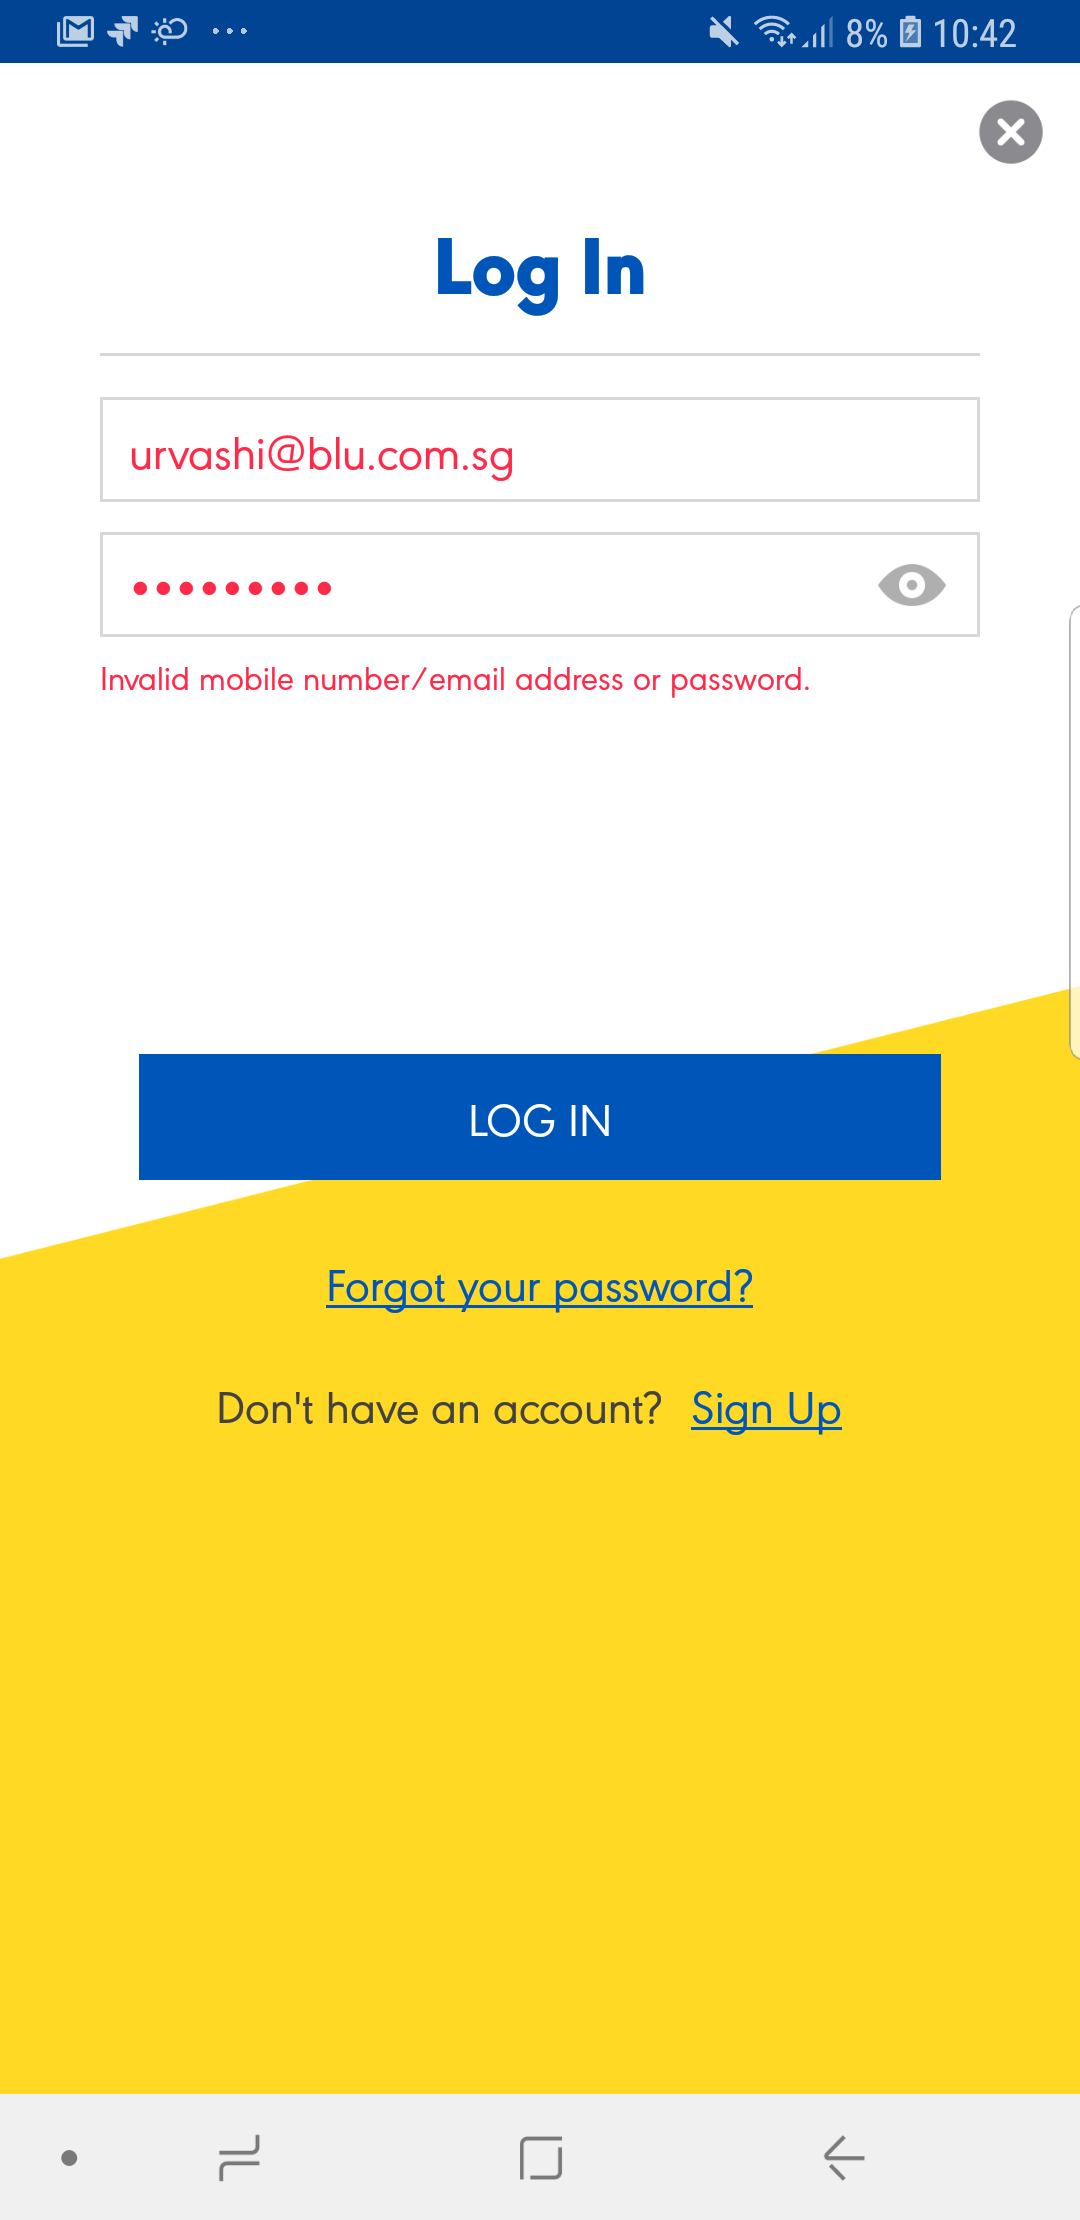 8% 10:42
Log In
urvashi@blu.com.sg
•••••••••
Invalid mobile number/email address or password.
LOG IN
Forgot your password?
Don't have an account? Sign Up